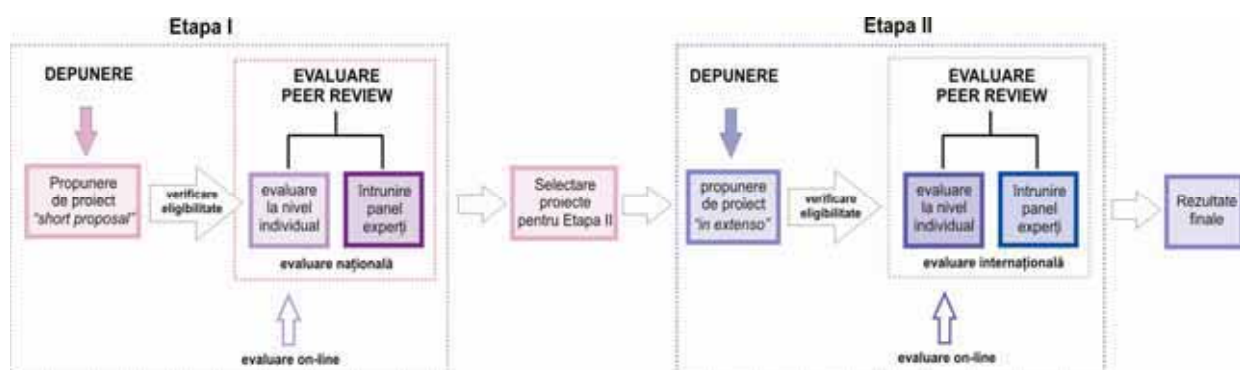 Etapa I
DEPUNERE
Propunere
de proiect
"short proposal"
verificare
eligibilitate
EVALUARE
PEER REVIEW
evaluare
la nivel
individual
întrunire
panel
experți
evaluare națională
evaluare on-line
Selectare
proiecte
pentru Etapa II
Etapa II
DEPUNERE
propunere
de proiect
"in extenso"
verificare
eligibilitate
EVALUARE
PEER REVIEW
evaluare
la nivel
individual
întrunire
panel
experți
evaluare internațională
evaluare on-line
Rezultate
finale